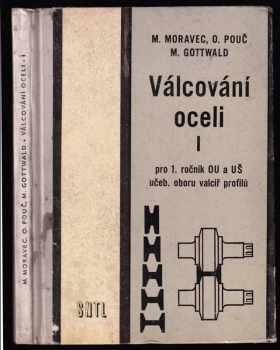 M. MORAVEC, O. POUČ, M. GOTTWALD - VÁLCOVÁNÍ OCELI - I
M. MORAVEC, O. POUČ
M. GOTTWALD
Válcování
oceli
I
pro 1. ročník OU a UŠ
učeb. oboru valcíř profilů
SNTL